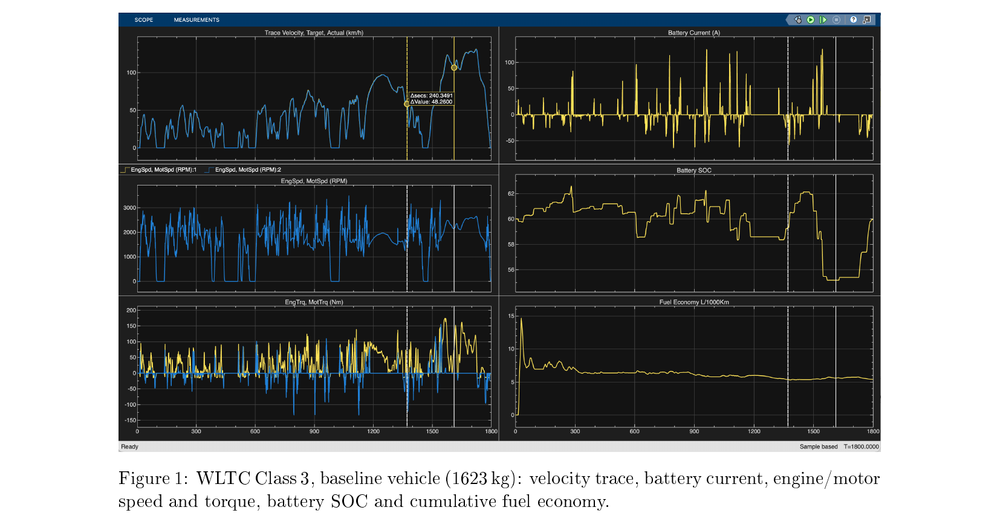 SCOPE MEASUREMENTS
Trace Velocity, Target, Actual (km/h)
100
50
0
Δsecs: 240.3491
ΔValue: 48.2600
Battery Current (A)
100
50
0
-50
EngSpd, MotSpd (RPM):1 EngSpd, MotSpd (RPM):2
EngSpd, MotSpd (RPM)
3000
2000
1000
0
Battery SOC
62
60
58
56
EngTrq, MotTrq (Nm)
200
150
100
50
0
-50
-100
-150
0 300 600 900 1200 1500 1800
Fuel Economy L/1000Km
15
10
5
0
0 300 600 900 1200 1500 1800
Ready Sample based T=1800.0000
Figure 1: WLTC Class 3, baseline vehicle (1623 kg): velocity trace, battery current, engine/motor
speed and torque, battery SOC and cumulative fuel economy.